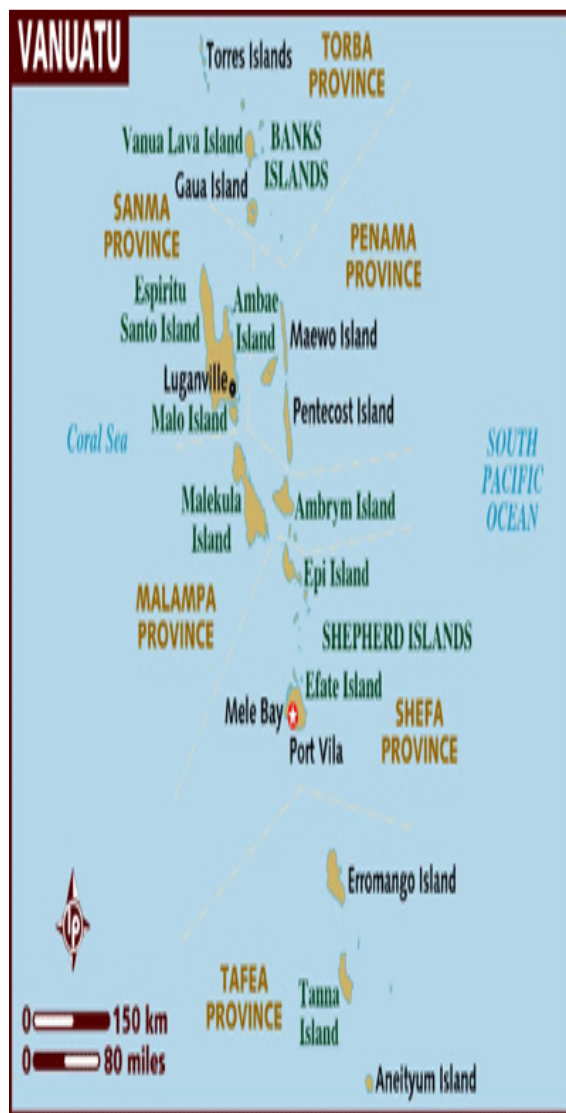 VANUATU
Torres Islands
TORBA
PROVINCE
Vanua Lava Island
BANKS
ISLANDS
Gaua Island
SANMA
PROVINCE
PENAMA
PROVINCE
Espiritu
Santo Island
Ambae
Island
Maewo Island
Luganville
Malo Island
Pentecost Island
Coral Sea
SOUTH
PACIFIC
OCEAN
Malekula
Island
Ambrym Island
Epi Island
MALAMPA
PROVINCE
SHEPHERD ISLANDS
Efate Island
Mele Bay
SHEFA
PROVINCE
Port Vila
Erromango Island
lp
TAFEA
PROVINCE
Tanna
Island
0 150 km
0 80 miles
Aneityum Island